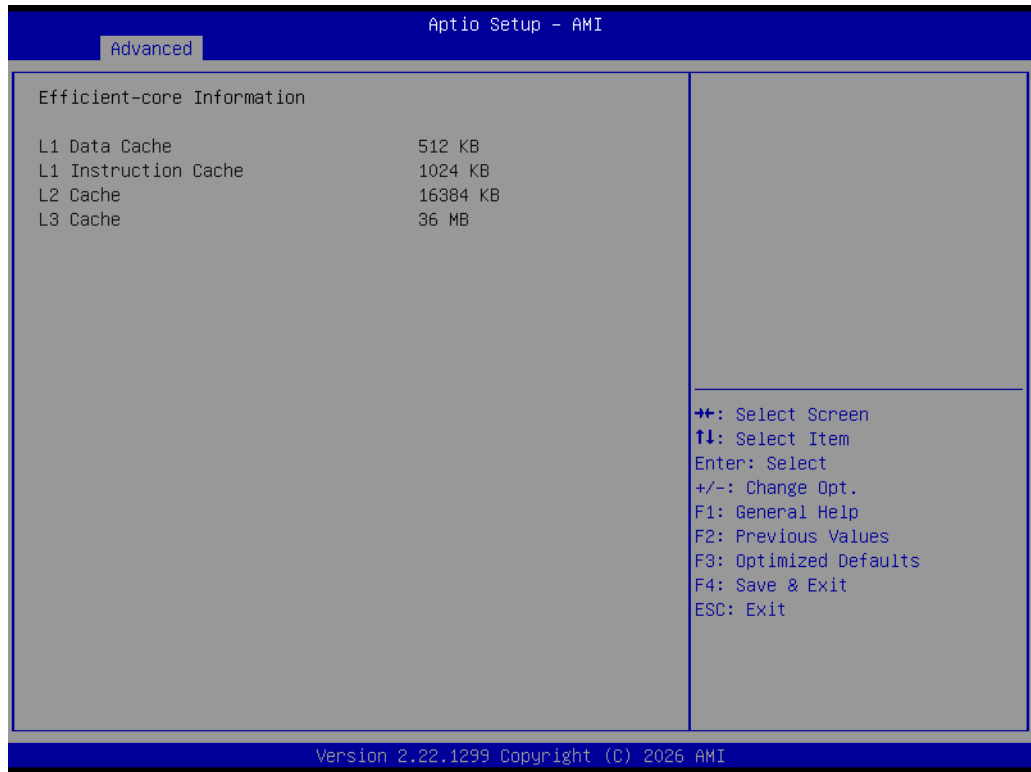 Aptio Setup – AMI
Advanced
Efficient-core Information
L1 Data Cache 512 KB
L1 Instruction Cache 1024 KB
L2 Cache 16384 KB
L3 Cache 36 MB
→←: Select Screen
↑↓: Select Item
Enter: Select
+/-: Change Opt.
F1: General Help
F2: Previous Values
F3: Optimized Defaults
F4: Save & Exit
ESC: Exit
Version 2.22.1299 Copyright (C) 2026 AMI